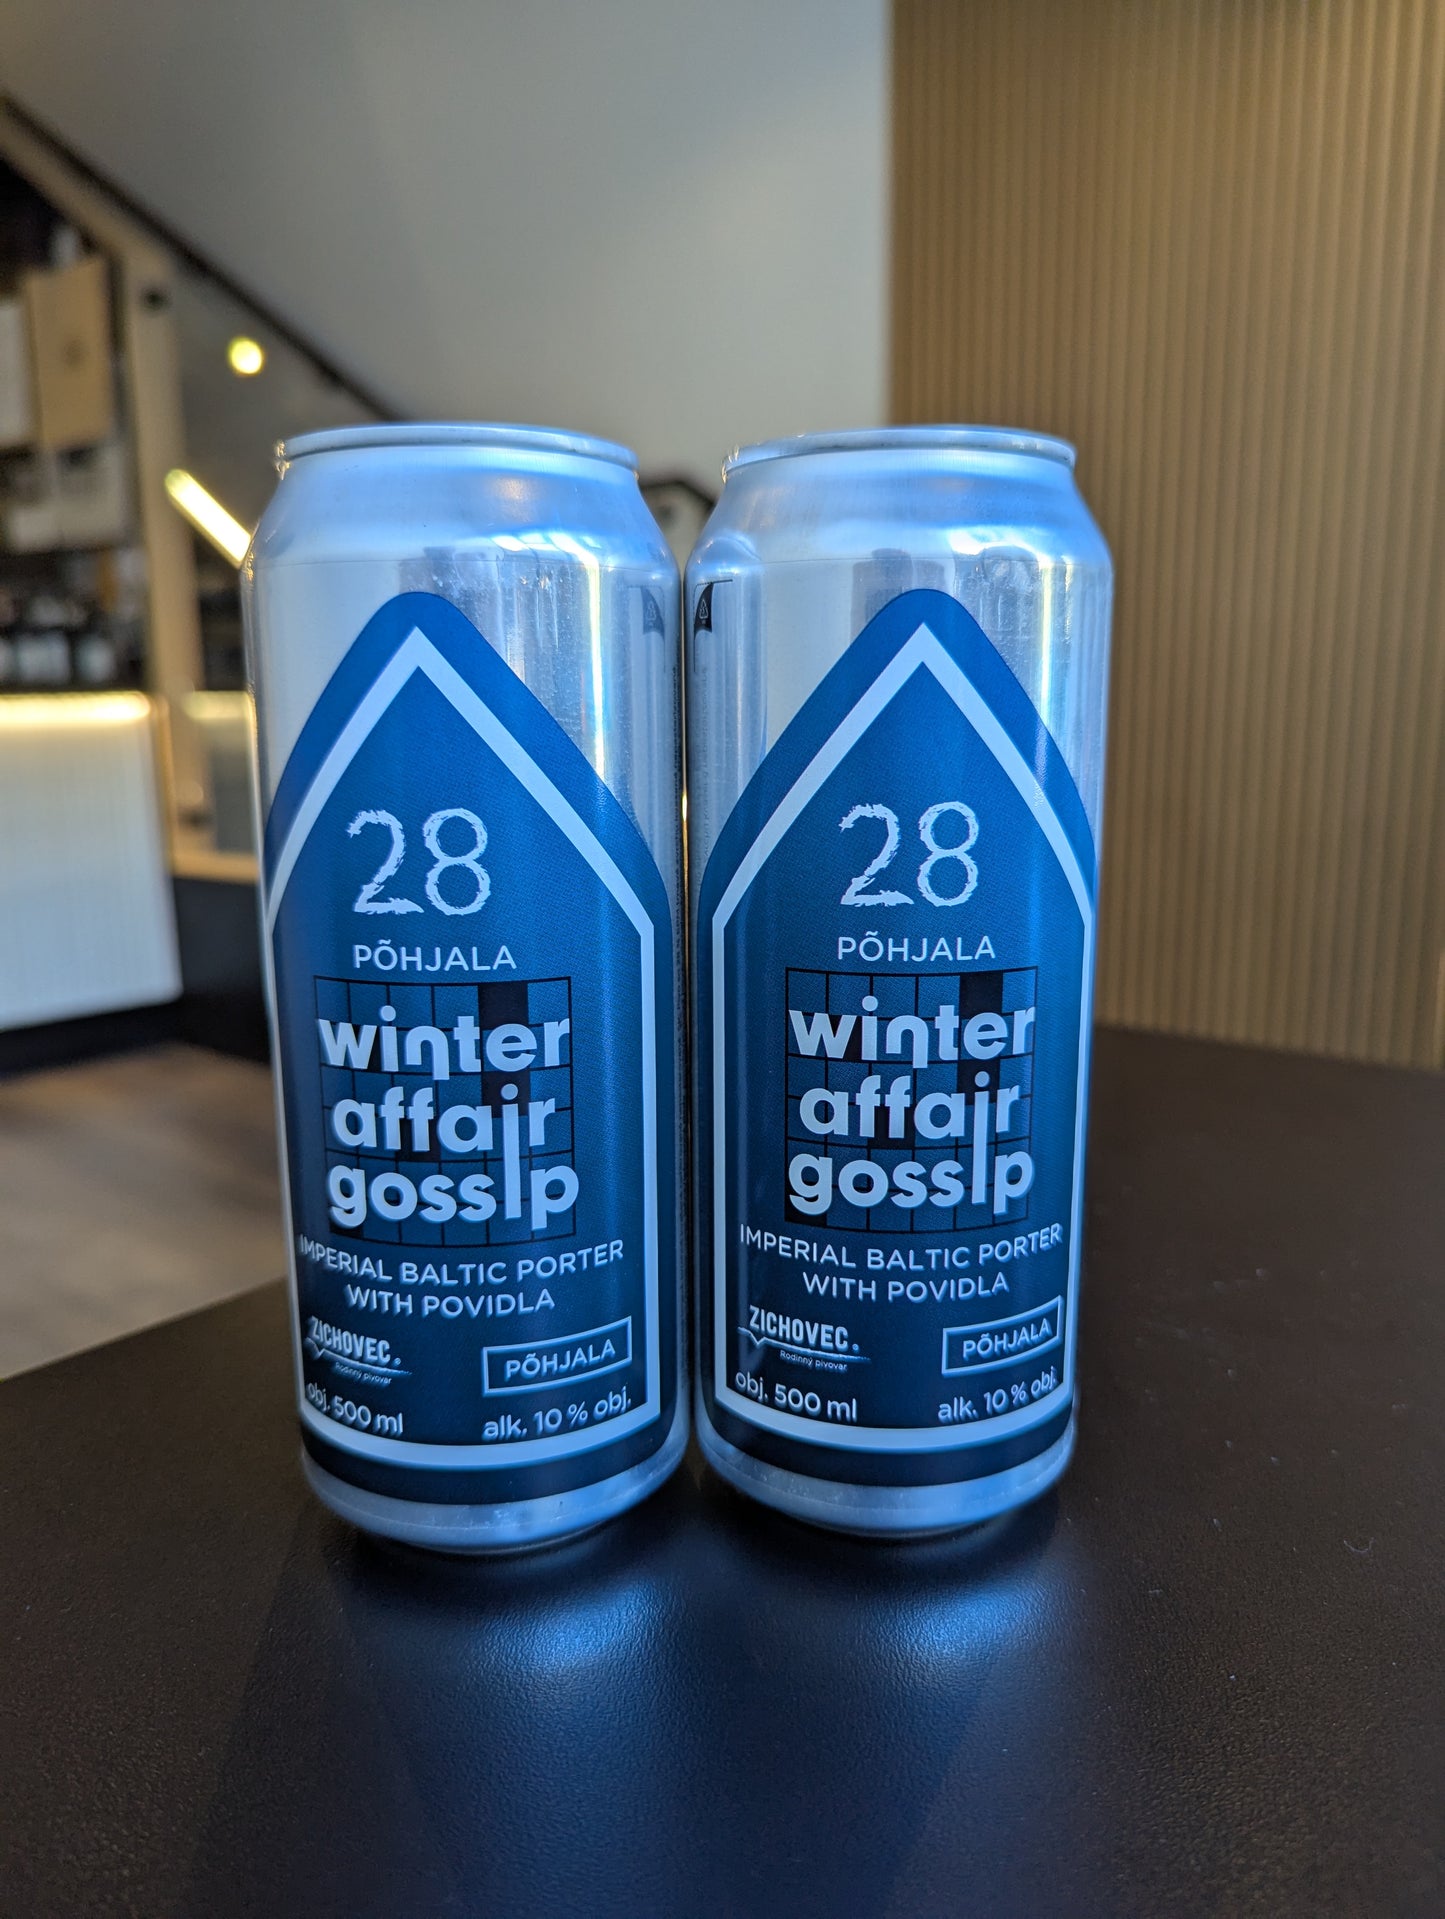 28
PÕHJALA
winter
affair
gossip
IMPERIAL BALTIC PORTER
WITH POVIDLA
ZICHOVEC
Rodinný pivovar
PÕHJALA
obj. 500 ml
alk. 10 % obj.
28
PÕHJALA
winter
affair
gossip
IMPERIAL BALTIC PORTER
WITH POVIDLA
ZICHOVEC
Rodinný pivovar
PÕHJALA
obj. 500 ml
alk. 10 % obj.